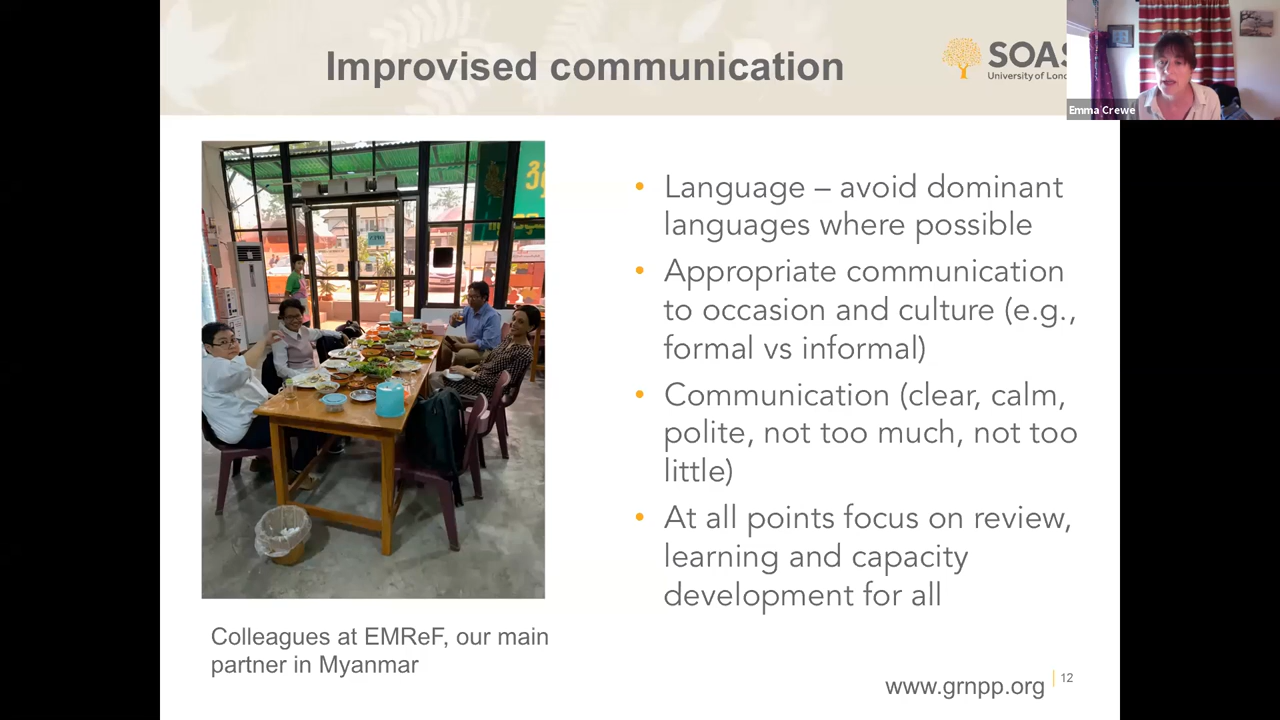 Improvised communication
SOAS
University of Lond
Emma Crewe
OPEN
• Language – avoid dominant
languages where possible
• Appropriate communication
to occasion and culture (e.g.,
formal vs informal)
• Communication (clear, calm,
polite, not too much, not too
little)
• At all points focus on review,
learning and capacity
development for all
Colleagues at EMReF, our main
partner in Myanmar
www.grnpp.org
12